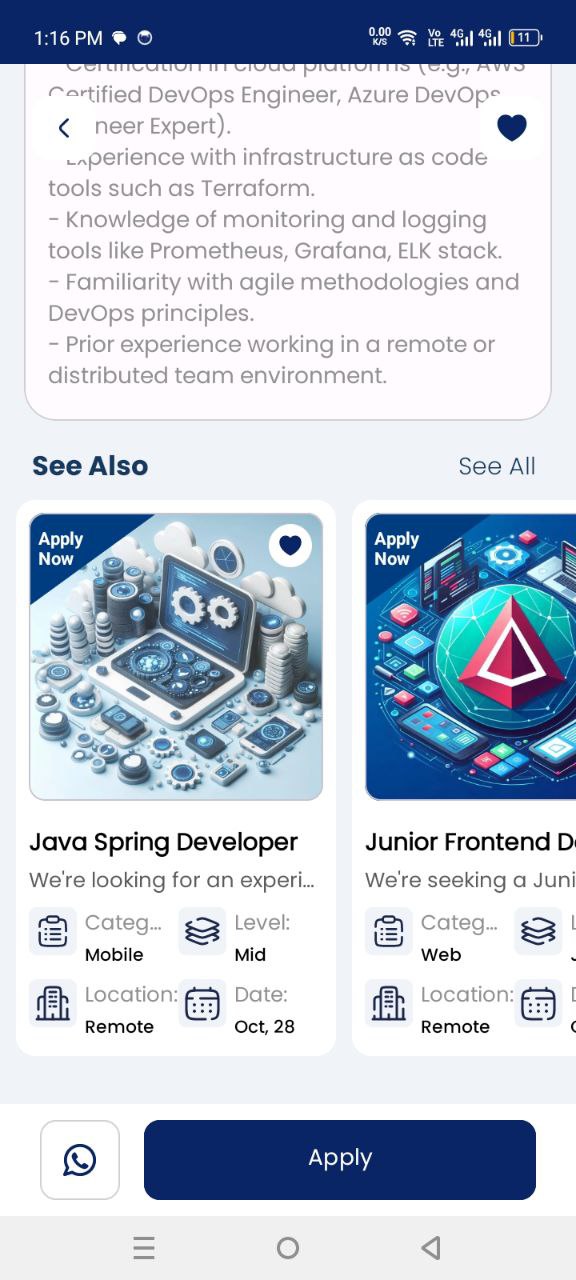 1:16 PM
0.00 K/S
Vo LTE 4G 4G 11
Certification in cloud platforms (e.g., AWS
Certified DevOps Engineer, Azure DevOps
neer Expert).
Experience with infrastructure as code
tools such as Terraform.
- Knowledge of monitoring and logging
tools like Prometheus, Grafana, ELK stack.
- Familiarity with agile methodologies and
DevOps principles.
- Prior experience working in a remote or
distributed team environment.
See Also
See All
Apply
Now
Java Spring Developer
We're looking for an experi...
Categ...
Mobile
Level:
Mid
Location:
Remote
Date:
Oct, 28
Apply
Now
Junior Frontend D
We're seeking a Juni
Categ...
Web
Location:
Remote
Apply